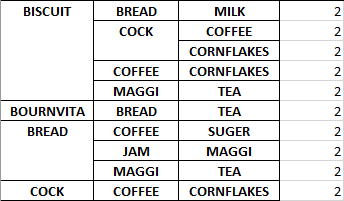 BISCUIT BREAD MILK 2
COCK COFFEE 2
CORNFLAKES 2
COFFEE CORNFLAKES 2
MAGGI TEA 2
BOURNVITA BREAD TEA 2
BREAD COFFEE SUGER 2
JAM MAGGI 2
MAGGI TEA 2
COCK COFFEE CORNFLAKES 2